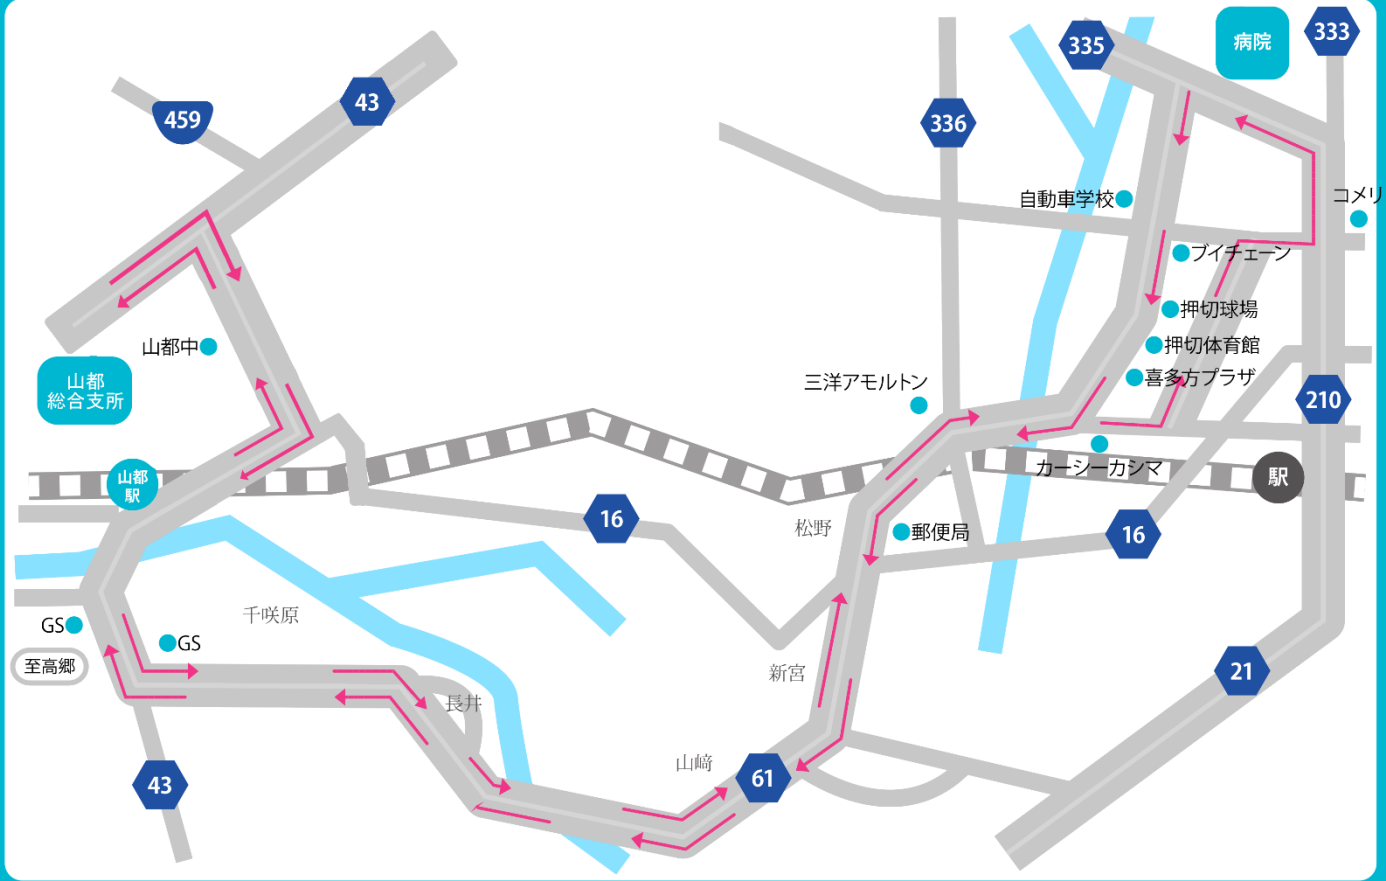 333
病院
335
43
459
336
コメリ
自動車学校
ブイチェーン
押切球場
山都中
押切体育館
喜多方プラザ
三洋アモルトン
山都
総合支所
210
カーシーカシマ
山都
駅
駅
16
松野
郵便局
16
千咲原
GS
GS
至高郷
新宮
21
長井
山﨑
61
43